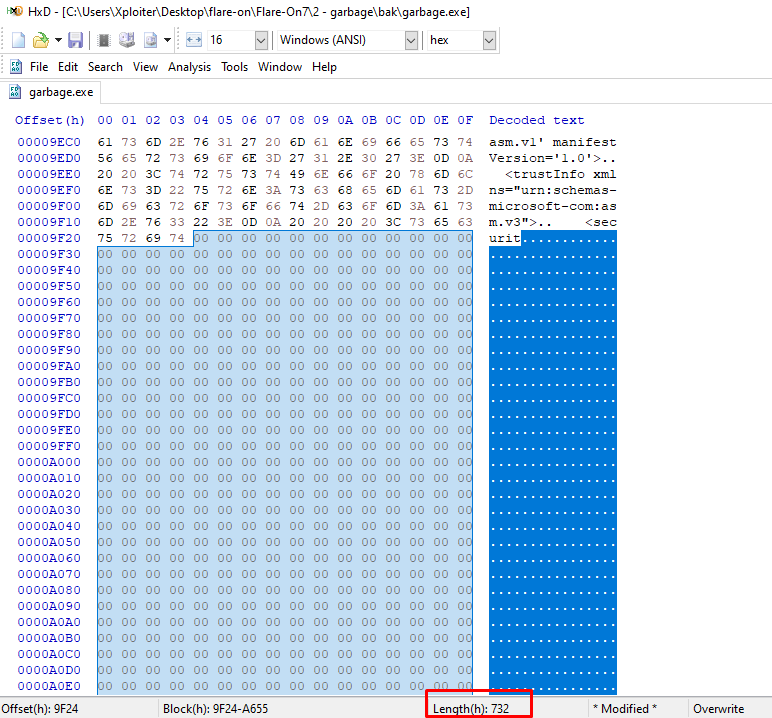 HxD - [C:\Users\Xploiter\Desktop\flare-on\Flare-On7\2 - garbage\bak\garbage.exe]
16 Windows (ANSI) hex
File Edit Search View Analysis Tools Window Help
garbage.exe
Offset(h) 00 01 02 03 04 05 06 07 08 09 0A 0B 0C 0D 0E 0F Decoded text
00009EC0 61 73 6D 2E 76 31 27 20 6D 61 6E 69 66 65 73 74 asm.v1' manifest
00009ED0 56 65 72 73 69 6F 6E 3D 27 31 2E 30 27 3E 0D 0A Version='1.0'>..
00009EE0 20 20 3C 74 72 75 73 74 49 6E 66 6F 20 78 6D 6C <trustInfo xml
00009EF0 6E 73 3D 22 75 72 6E 3A 73 63 68 65 6D 61 73 2D ns="urn:schemas-
00009F00 6D 69 63 72 6F 73 6F 66 74 2D 63 6F 6D 3A 61 73 microsoft-com:as
00009F10 6D 2E 76 33 22 3E 0D 0A 20 20 20 20 3C 73 65 63 m.v3">.. <sec
00009F20 75 72 69 74 00 00 00 00 00 00 00 00 00 00 00 00 urit............
00009F30 00 00 00 00 00 00 00 00 00 00 00 00 00 00 00 00 ................
00009F40 00 00 00 00 00 00 00 00 00 00 00 00 00 00 00 00 ................
00009F50 00 00 00 00 00 00 00 00 00 00 00 00 00 00 00 00 ................
00009F60 00 00 00 00 00 00 00 00 00 00 00 00 00 00 00 00 ................
00009F70 00 00 00 00 00 00 00 00 00 00 00 00 00 00 00 00 ................
00009F80 00 00 00 00 00 00 00 00 00 00 00 00 00 00 00 00 ................
00009F90 00 00 00 00 00 00 00 00 00 00 00 00 00 00 00 00 ................
00009FA0 00 00 00 00 00 00 00 00 00 00 00 00 00 00 00 00 ................
00009FB0 00 00 00 00 00 00 00 00 00 00 00 00 00 00 00 00 ................
00009FC0 00 00 00 00 00 00 00 00 00 00 00 00 00 00 00 00 ................
00009FD0 00 00 00 00 00 00 00 00 00 00 00 00 00 00 00 00 ................
00009FE0 00 00 00 00 00 00 00 00 00 00 00 00 00 00 00 00 ................
00009FF0 00 00 00 00 00 00 00 00 00 00 00 00 00 00 00 00 ................
0000A000 00 00 00 00 00 00 00 00 00 00 00 00 00 00 00 00 ................
0000A010 00 00 00 00 00 00 00 00 00 00 00 00 00 00 00 00 ................
0000A020 00 00 00 00 00 00 00 00 00 00 00 00 00 00 00 00 ................
0000A030 00 00 00 00 00 00 00 00 00 00 00 00 00 00 00 00 ................
0000A040 00 00 00 00 00 00 00 00 00 00 00 00 00 00 00 00 ................
0000A050 00 00 00 00 00 00 00 00 00 00 00 00 00 00 00 00 ................
0000A060 00 00 00 00 00 00 00 00 00 00 00 00 00 00 00 00 ................
0000A070 00 00 00 00 00 00 00 00 00 00 00 00 00 00 00 00 ................
0000A080 00 00 00 00 00 00 00 00 00 00 00 00 00 00 00 00 ................
0000A090 00 00 00 00 00 00 00 00 00 00 00 00 00 00 00 00 ................
0000A0A0 00 00 00 00 00 00 00 00 00 00 00 00 00 00 00 00 ................
0000A0B0 00 00 00 00 00 00 00 00 00 00 00 00 00 00 00 00 ................
0000A0C0 00 00 00 00 00 00 00 00 00 00 00 00 00 00 00 00 ................
0000A0D0 00 00 00 00 00 00 00 00 00 00 00 00 00 00 00 00 ................
0000A0E0 00 00 00 00 00 00 00 00 00 00 00 00 00 00 00 00 ................
Offset(h): 9F24 Block(h): 9F24-A655 Length(h): 732 * Modified * Overwrite